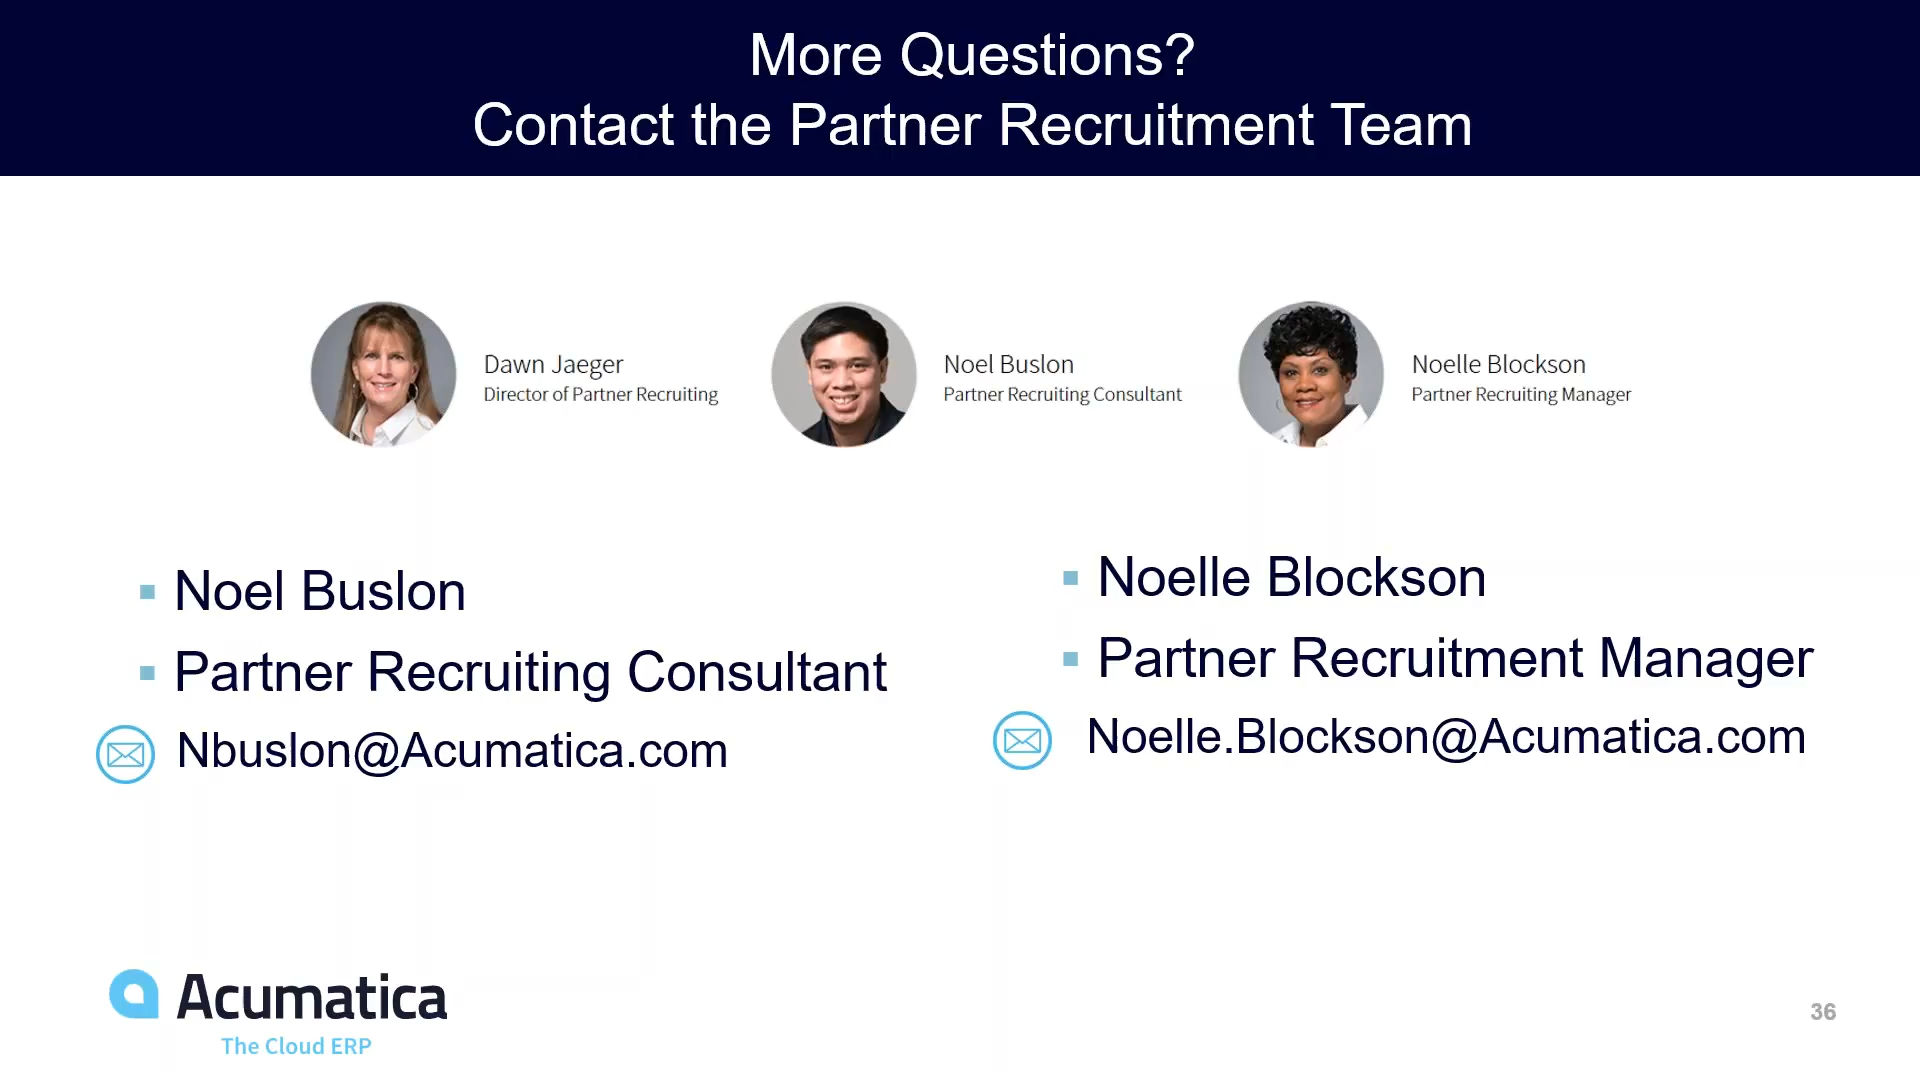 More Questions?
Contact the Partner Recruitment Team
Dawn Jaeger
Director of Partner Recruiting
Noel Buslon
Partner Recruiting Consultant
Noelle Blockson
Partner Recruiting Manager
Noel Buslon
Partner Recruiting Consultant
Nbuslon@Acumatica.com
Noelle Blockson
Partner Recruitment Manager
Noelle.Blockson@Acumatica.com
Acumatica
The Cloud ERP
36